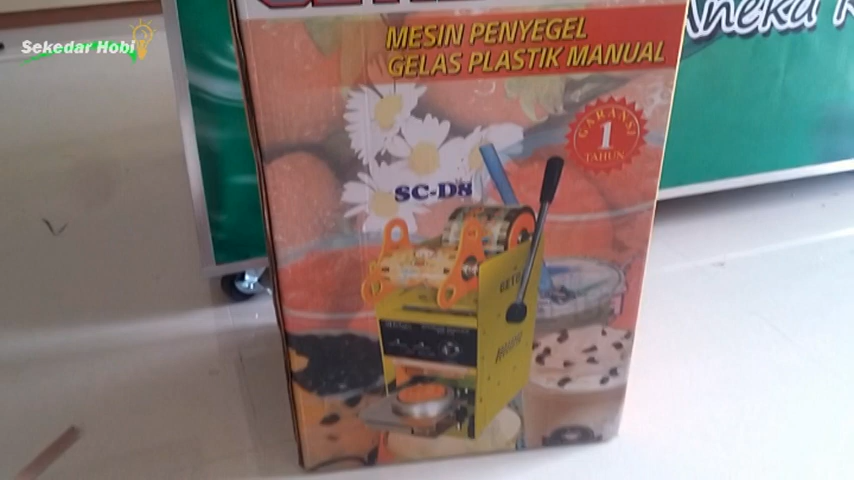 Sekedar Hobi
Aneka
MESIN PENYEGEL
GELAS PLASTIK MANUAL
GARANSI
1
TAHUN
SC-D8